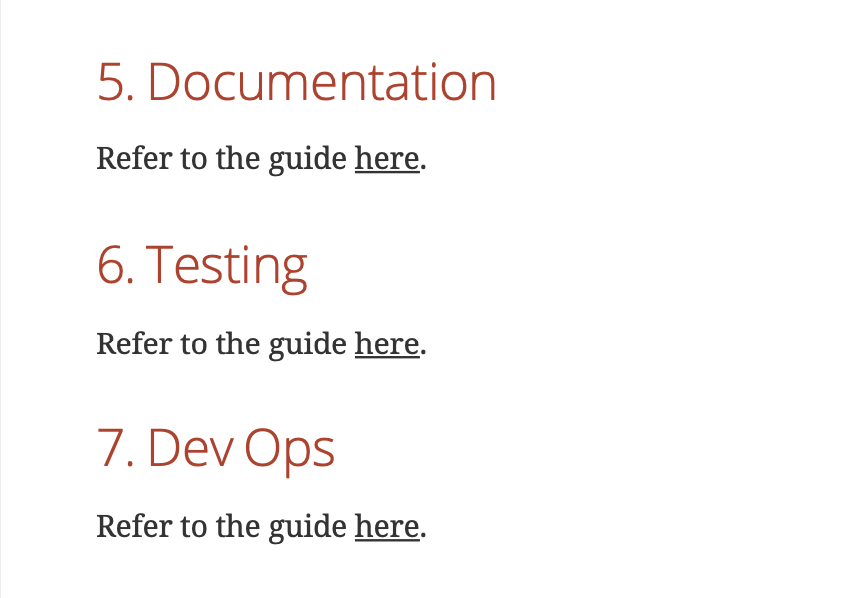 5. Documentation
Refer to the guide here.
6. Testing
Refer to the guide here.
7. Dev Ops
Refer to the guide here.